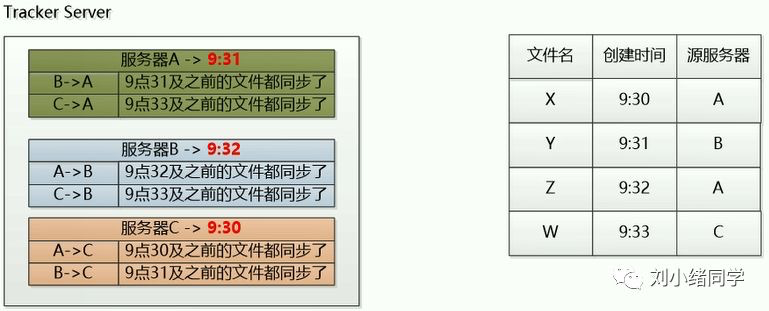 Tracker Server
服务器A -> 9:31
B->A 9点31及之前的文件都同步了
C->A 9点33及之前的文件都同步了
服务器B -> 9:32
A->B 9点32及之前的文件都同步了
C->B 9点33及之前的文件都同步了
服务器C -> 9:30
A->C 9点30及之前的文件都同步了
B->C 9点31及之前的文件都同步了
文件名 创建时间 源服务器
X 9:30 A
Y 9:31 B
Z 9:32 A
W 9:33 C
刘小绪同学